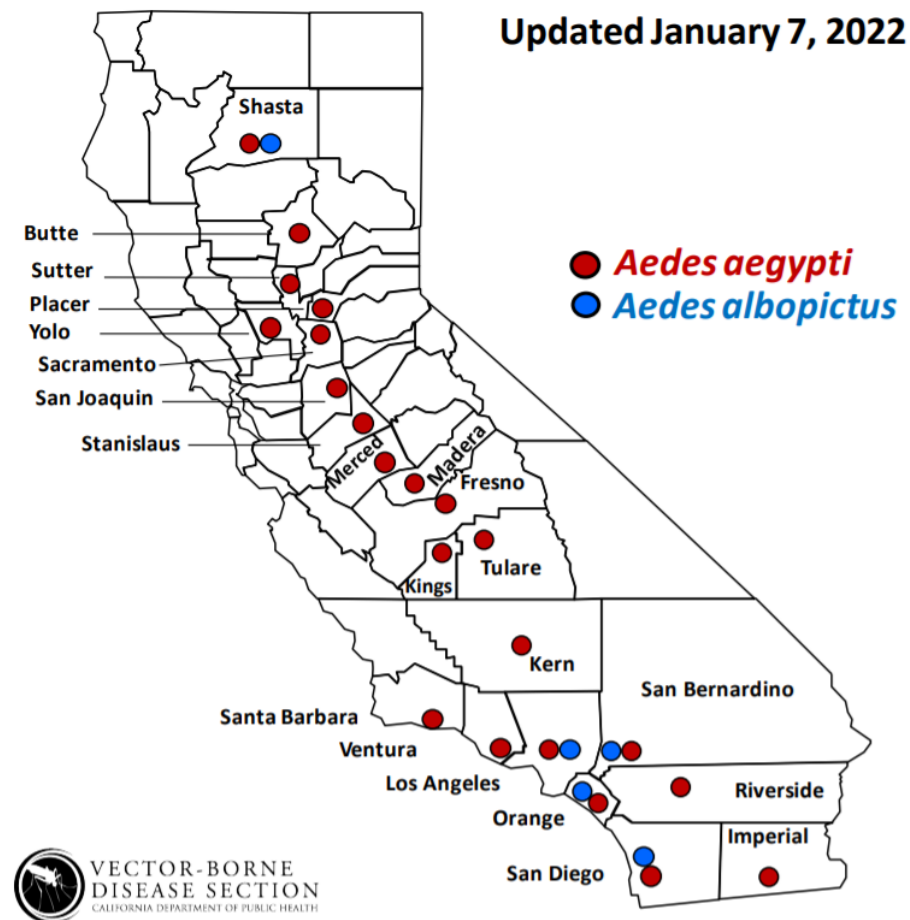 Updated January 7, 2022
Shasta
Butte
Sutter
Placer
Yolo
Sacramento
San Joaquin
Stanislaus
Merced
Madera
Fresno
Kings
Tulare
Kern
San Bernardino
Santa Barbara
Ventura
Los Angeles
Orange
Riverside
San Diego
Imperial
Aedes aegypti
Aedes albopictus
VECTOR-BORNE
DISEASE SECTION
CALIFORNIA DEPARTMENT OF PUBLIC HEALTH